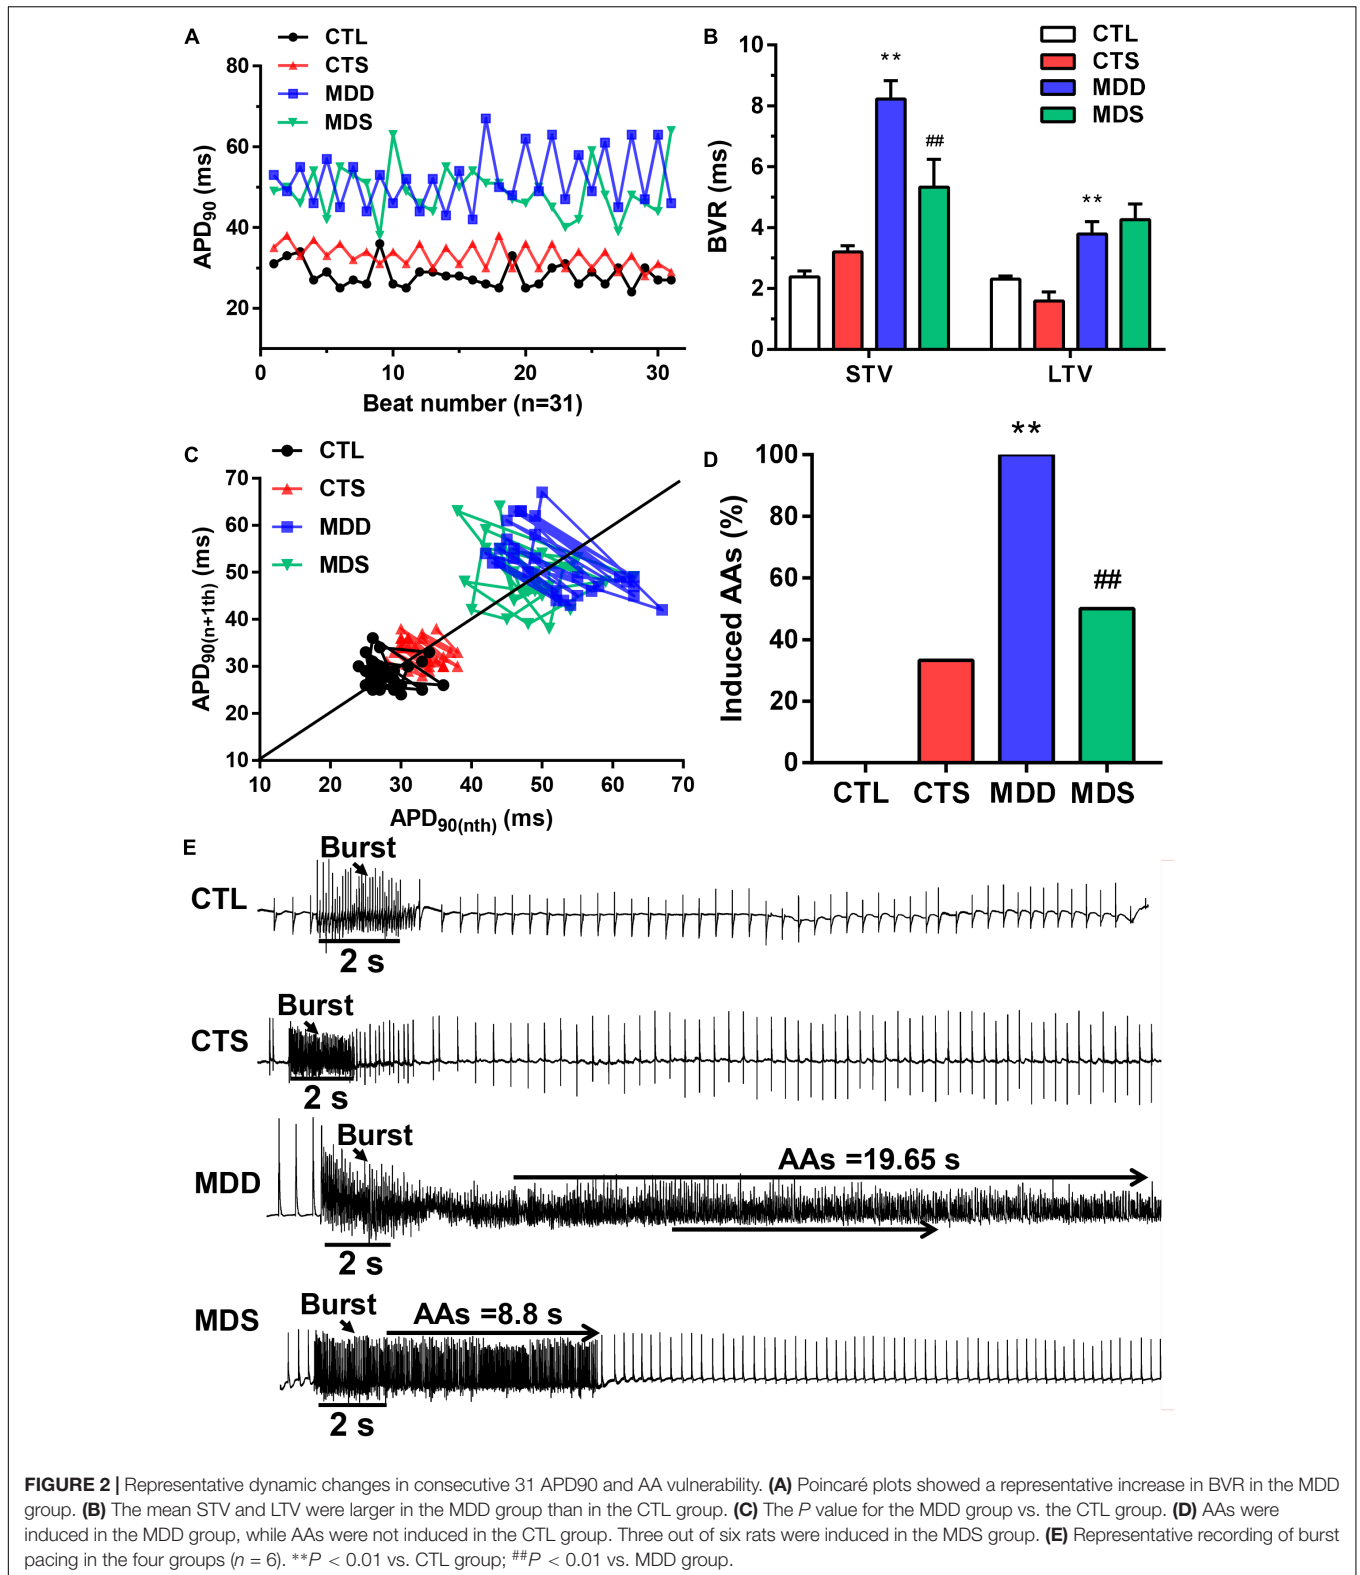 A
CTL
CTS
MDD
MDS
80
60
40
20
APD90 (ms)
0 10 20 30
Beat number (n=31)
B
CTL
CTS
MDD
MDS
10
8
6
4
2
0
BVR (ms)
**
##
**
STV LTV
C
CTL
CTS
MDD
MDS
70
60
50
40
30
20
10
APD90(n+1th) (ms)
10 20 30 40 50 60 70
APD90(nth) (ms)
D
100
80
60
40
20
0
Induced AAs (%)
**
##
CTL CTS MDD MDS
E
Burst
CTL
2 s
Burst
CTS
2 s
Burst
AAs =19.65 s
MDD
2 s
Burst
AAs =8.8 s
MDS
2 s
FIGURE 2 | Representative dynamic changes in consecutive 31 APD90 and AA vulnerability. (A) Poincaré plots showed a representative increase in BVR in the MDD
group. (B) The mean STV and LTV were larger in the MDD group than in the CTL group. (C) The P value for the MDD group vs. the CTL group. (D) AAs were
induced in the MDD group, while AAs were not induced in the CTL group. Three out of six rats were induced in the MDS group. (E) Representative recording of burst
pacing in the four groups (n = 6). **P < 0.01 vs. CTL group; ##P < 0.01 vs. MDD group.